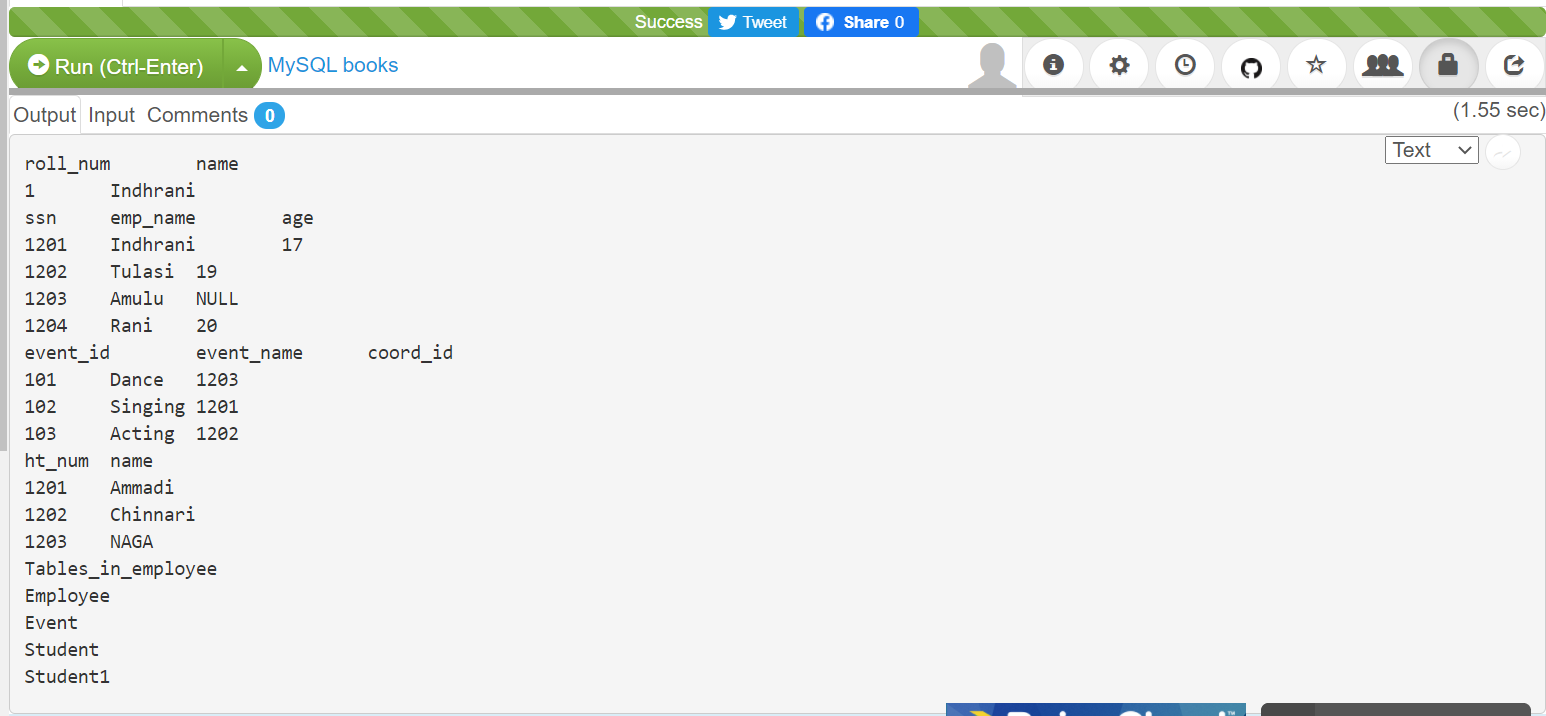 Success Tweet Share 0
Run (Ctrl-Enter) MySQL books
Output Input Comments 0 (1.55 sec)
Text
roll_num name
1 Indhrani
ssn emp_name age
1201 Indhrani 17
1202 Tulasi 19
1203 Amulu NULL
1204 Rani 20
event_id event_name coord_id
101 Dance 1203
102 Singing 1201
103 Acting 1202
ht_num name
1201 Ammadi
1202 Chinnari
1203 NAGA
Tables_in_employee
Employee
Event
Student
Student1